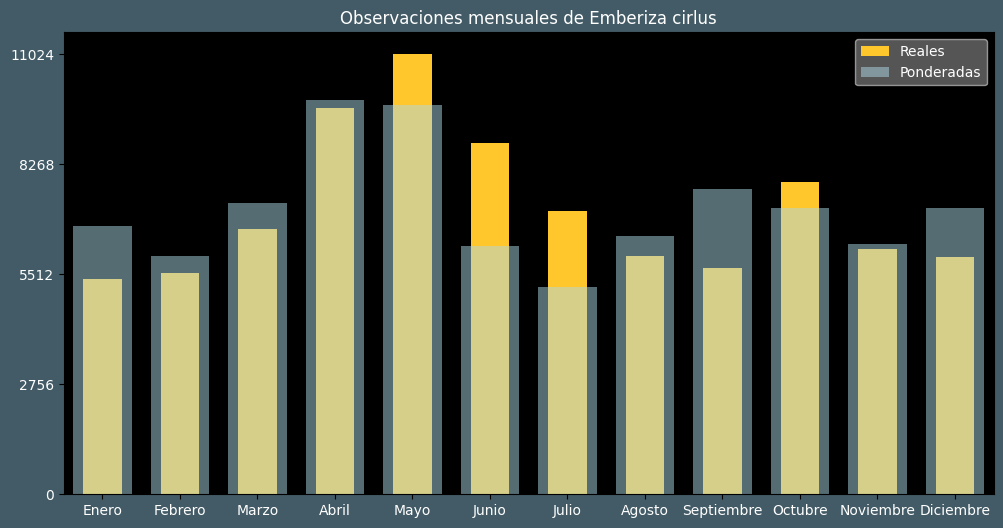 Observaciones mensuales de Emberiza cirlus
Reales
Ponderadas
11024
8268
5512
2756
0
Enero Febrero Marzo Abril Mayo Junio Julio Agosto Septiembre Octubre Noviembre Diciembre